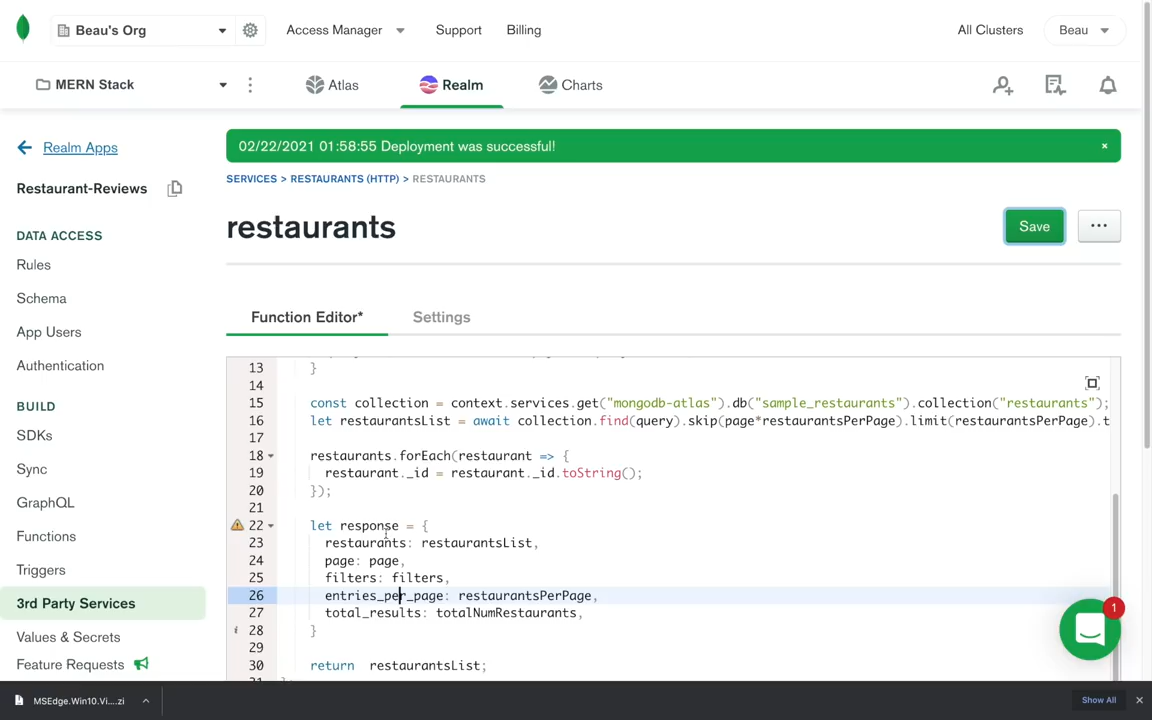 Beau's Org
Access Manager
Support
Billing
All Clusters
Beau
MERN Stack
Atlas
Realm
Charts
Realm Apps
02/22/2021 01:58:55 Deployment was successful!
×
SERVICES > RESTAURANTS (HTTP) > RESTAURANTS
Restaurant-Reviews
restaurants
Save
...
DATA ACCESS
Rules
Schema
App Users
Authentication
BUILD
SDKs
Sync
GraphQL
Functions
Triggers
3rd Party Services
Values & Secrets
Feature Requests
Function Editor*
Settings
13 }
14
15 const collection = context.services.get("mongodb-atlas").db("sample_restaurants").collection("restaurants");
16 let restaurantsList = await collection.find(query).skip(page*restaurantsPerPage).limit(restaurantsPerPage).t
17
18 restaurants.forEach(restaurant => {
19 restaurant._id = restaurant._id.toString();
20 });
21
22 let response = {
23 restaurants: restaurantsList,
24 page: page,
25 filters: filters,
26 entries_per_page: restaurantsPerPage,
27 total_results: totalNumRestaurants,
28 }
29
30 return restaurantsList;
1
MSEdge.Win10.Vi....zi
Show All
×